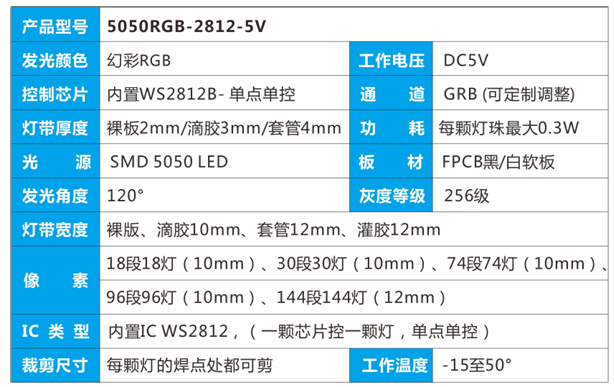 产品型号 5050RGB-2812-5V
发光颜色 幻彩RGB 工作电压 DC5V
控制芯片 内置WS2812B- 单点单控 通 道 GRB (可定制调整)
灯带厚度 裸板2mm/滴胶3mm/套管4mm 功 耗 每颗灯珠最大0.3W
光 源 SMD 5050 LED 板 材 FPCB黑/白软板
发光角度 120° 灰度等级 256级
灯带宽度 裸版、滴胶10mm、套管12mm、灌胶12mm
像 素 18段18灯（10mm）、30段30灯（10mm）、74段74灯（10mm）、
96段96灯（10mm）、144段144灯（12mm）
IC 类 型 内置IC WS2812，（一颗芯片控一颗灯，单点单控）
裁剪尺寸 每颗灯的焊点处都可剪 工作温度 -15至50°